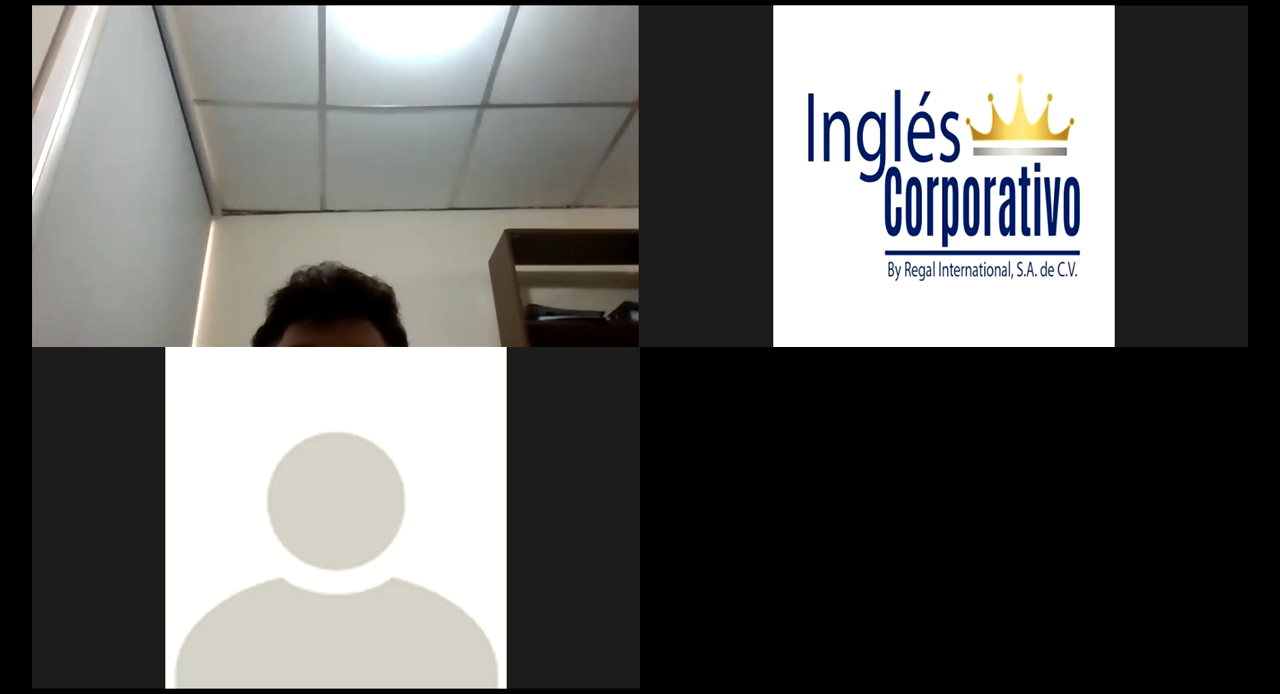 Inglés
Corporativo
By Regal International, S.A. de C.V.